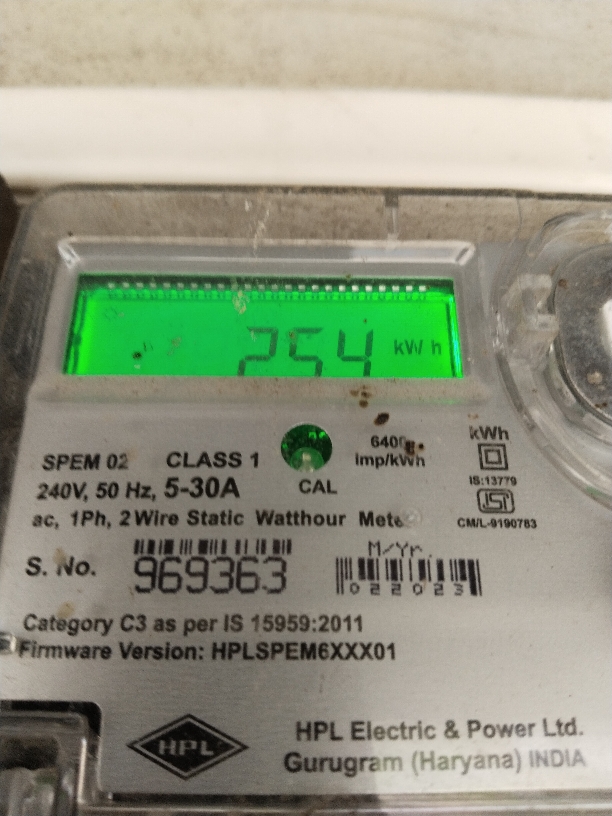 254 kWh
SPEM 02 CLASS 1
240V, 50 Hz, 5-30A
CAL
imp/kWh
kWh
IS:13779
ISI
CM/L-9190783
ac, 1Ph, 2 Wire Static Watthour
S. No. 969363
M/Yr.
022023
Category C3 as per IS 15959:2011
Firmware Version: HPLSPEM6XXX01
HPL
HPL Electric & Power Ltd.
Gurugram (Haryana) INDIA